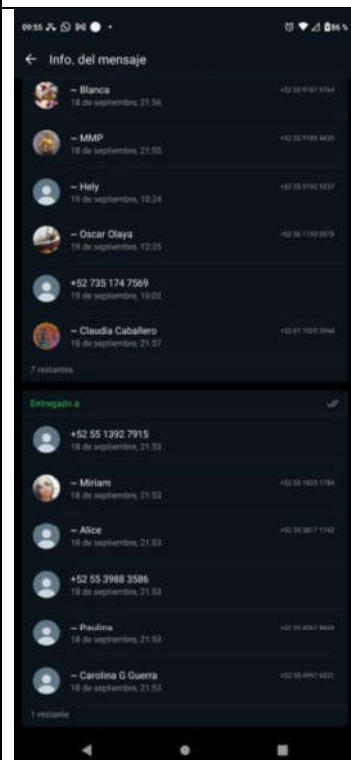 09:55
86 %
Info. del mensaje
~ Blanca
18 de septiembre, 21:56
~ MMP
18 de septiembre, 21:55
~ Hely
19 de septiembre, 10:24
~ Oscar Olaya
19 de septiembre, 12:25
+52 735 174 7569
19 de septiembre, 10:02
~ Claudia Caballero
18 de septiembre, 21:57
7 restantes
Entregado a
+52 55 1392 7915
18 de septiembre, 21:53
~ Miriam
18 de septiembre, 21:53
~ Alice
18 de septiembre, 21:53
+52 55 3988 3586
18 de septiembre, 21:53
~ Paulina
18 de septiembre, 21:53
~ Carolina G Guerra
18 de septiembre, 21:53
1 restante